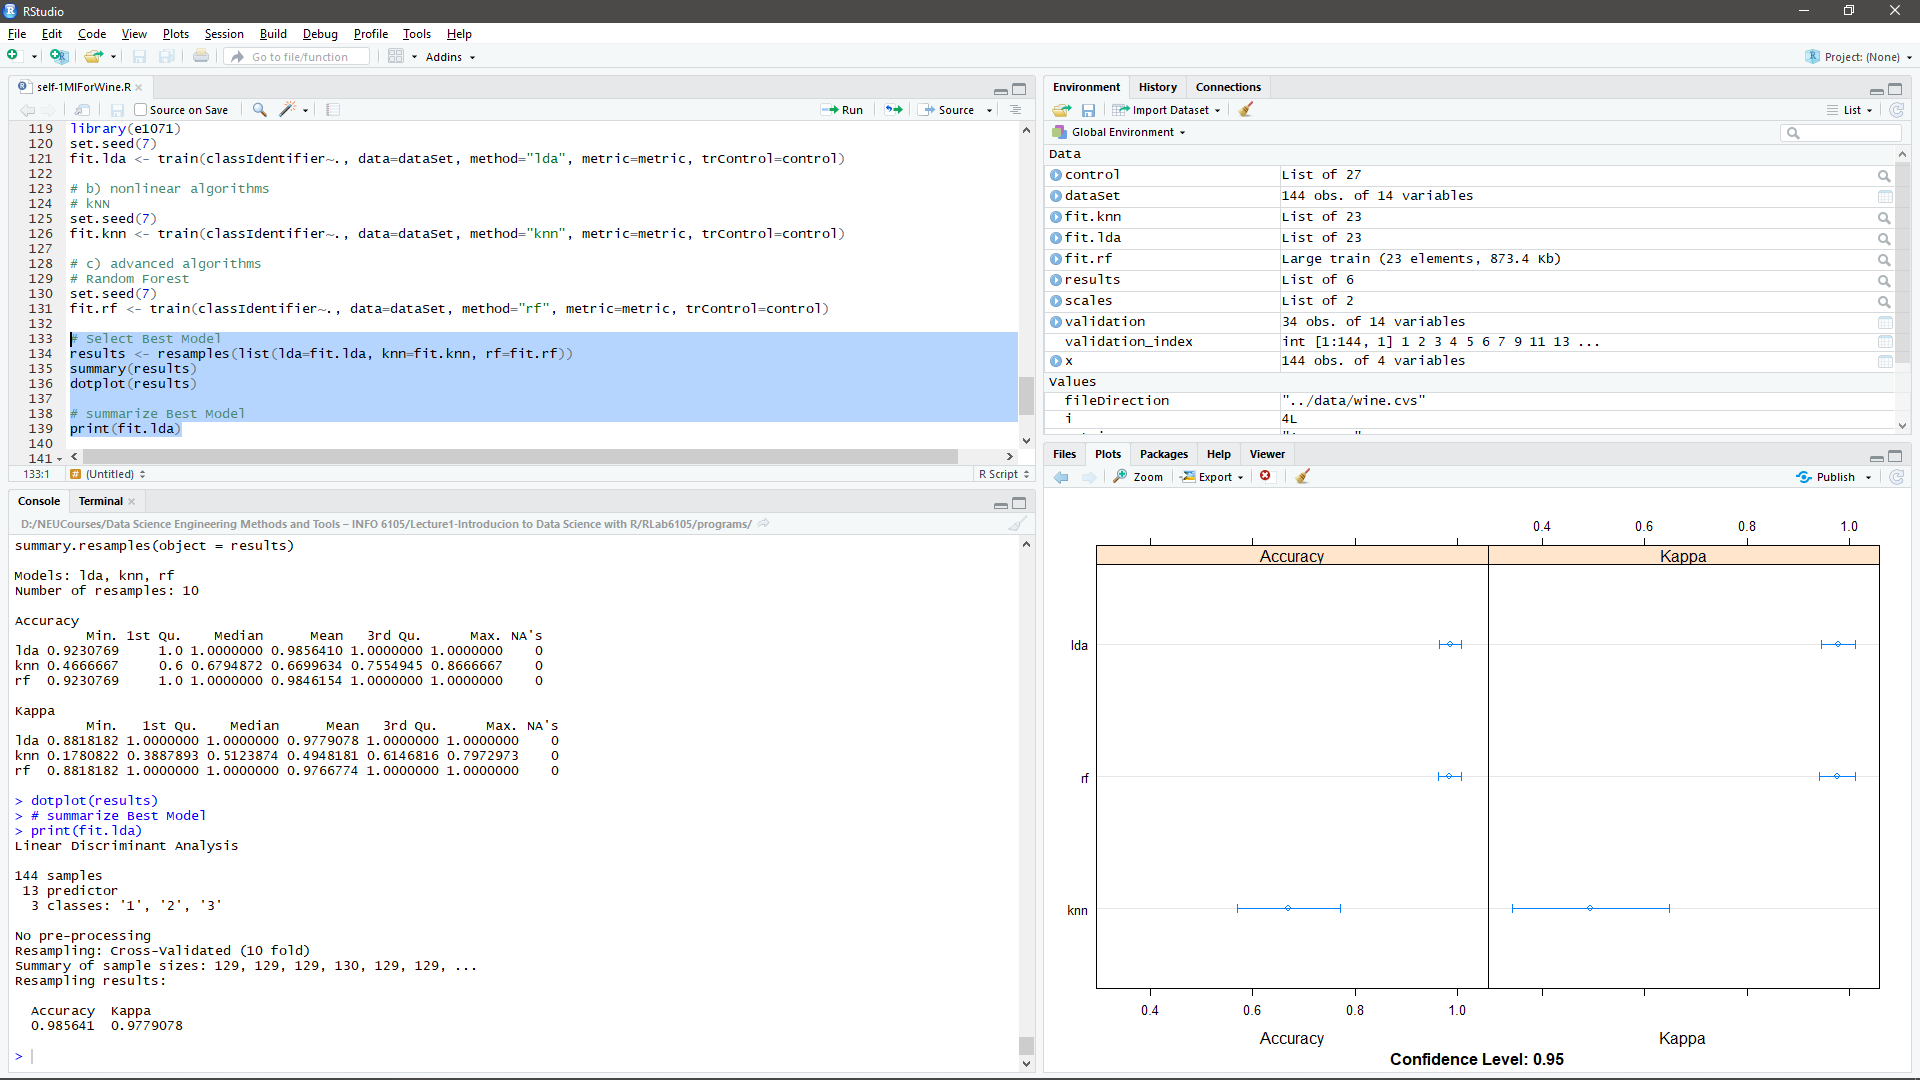 RStudio
File Edit Code View Plots Session Build Debug Profile Tools Help
Go to file/function Addins Project: (None)
self-1MlForWine.R
Source on Save Run Source
119 library(e1071)
120 set.seed(7)
121 fit.lda <- train(classIdentifier~., data=dataSet, method="lda", metric=metric, trControl=control)
122
123 # b) nonlinear algorithms
124 # kNN
125 set.seed(7)
126 fit.knn <- train(classIdentifier~., data=dataSet, method="knn", metric=metric, trControl=control)
127
128 # c) advanced algorithms
129 # Random Forest
130 set.seed(7)
131 fit.rf <- train(classIdentifier~., data=dataSet, method="rf", metric=metric, trControl=control)
132
133 # Select Best Model
134 results <- resamples(list(lda=fit.lda, knn=fit.knn, rf=fit.rf))
135 summary(results)
136 dotplot(results)
137
138 # summarize Best Model
139 print(fit.lda)
140
141
133:1 # (Untitled) R Script
Console Terminal
D:/NEUCourses/Data Science Engineering Methods and Tools – INFO 6105/Lecture1-Introducion to Data Science with R/RLab6105/programs/
summary.resamples(object = results)
Models: lda, knn, rf
Number of resamples: 10
Accuracy
Min. 1st Qu. Median Mean 3rd Qu. Max. NA's
lda 0.9230769 1.0 1.0000000 0.9856410 1.0000000 1.0000000 0
knn 0.4666667 0.6 0.6794872 0.6699634 0.7554945 0.8666667 0
rf 0.9230769 1.0 1.0000000 0.9846154 1.0000000 1.0000000 0
Kappa
Min. 1st Qu. Median Mean 3rd Qu. Max. NA's
lda 0.8818182 1.0000000 1.0000000 0.9779078 1.0000000 1.0000000 0
knn 0.1780822 0.3887893 0.5123874 0.4948181 0.6146816 0.7972973 0
rf 0.8818182 1.0000000 1.0000000 0.9766774 1.0000000 1.0000000 0
> dotplot(results)
> # summarize Best Model
> print(fit.lda)
Linear Discriminant Analysis
144 samples
13 predictor
3 classes: '1', '2', '3'
No pre-processing
Resampling: Cross-Validated (10 fold)
Summary of sample sizes: 129, 129, 129, 130, 129, 129, ...
Resampling results:
Accuracy Kappa
0.985641 0.9779078
>
Environment History Connections
Import Dataset List
Global Environment
Data
control List of 27
dataSet 144 obs. of 14 variables
fit.knn List of 23
fit.lda List of 23
fit.rf Large train (23 elements, 873.4 Kb)
results List of 6
scales List of 2
validation 34 obs. of 14 variables
validation_index int [1:144, 1] 1 2 3 4 5 6 7 9 11 13 ...
x 144 obs. of 4 variables
Values
fileDirection "../data/wine.cvs"
i 4L
Files Plots Packages Help Viewer
Zoom Export Publish
0.4 0.6 0.8 1.0
Accuracy Kappa
lda
rf
knn
0.4 0.6 0.8 1.0
Accuracy Kappa
Confidence Level: 0.95